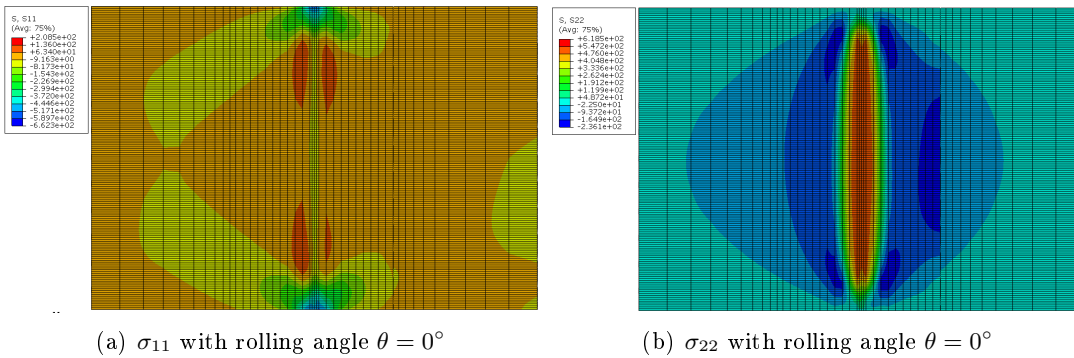 S, S11
(Avg: 75%)
+2.085e+02
+1.360e+02
+6.340e+01
-9.163e+00
-8.173e+01
-1.543e+02
-2.269e+02
-2.994e+02
-3.720e+02
-4.446e+02
-5.171e+02
-5.897e+02
-6.623e+02
S, S22
(Avg: 75%)
+6.185e+02
+5.472e+02
+4.760e+02
+4.048e+02
+3.336e+02
+2.624e+02
+1.912e+02
+1.199e+02
+4.872e+01
-2.250e+01
-9.372e+01
-1.649e+02
-2.361e+02
(a) σ11 with rolling angle θ = 0°
(b) σ22 with rolling angle θ = 0°